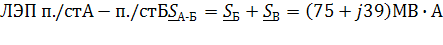 ЛЭП п./стА – п./стБS_А-Б = S_Б + S_В = (75 + j39)МВ · А